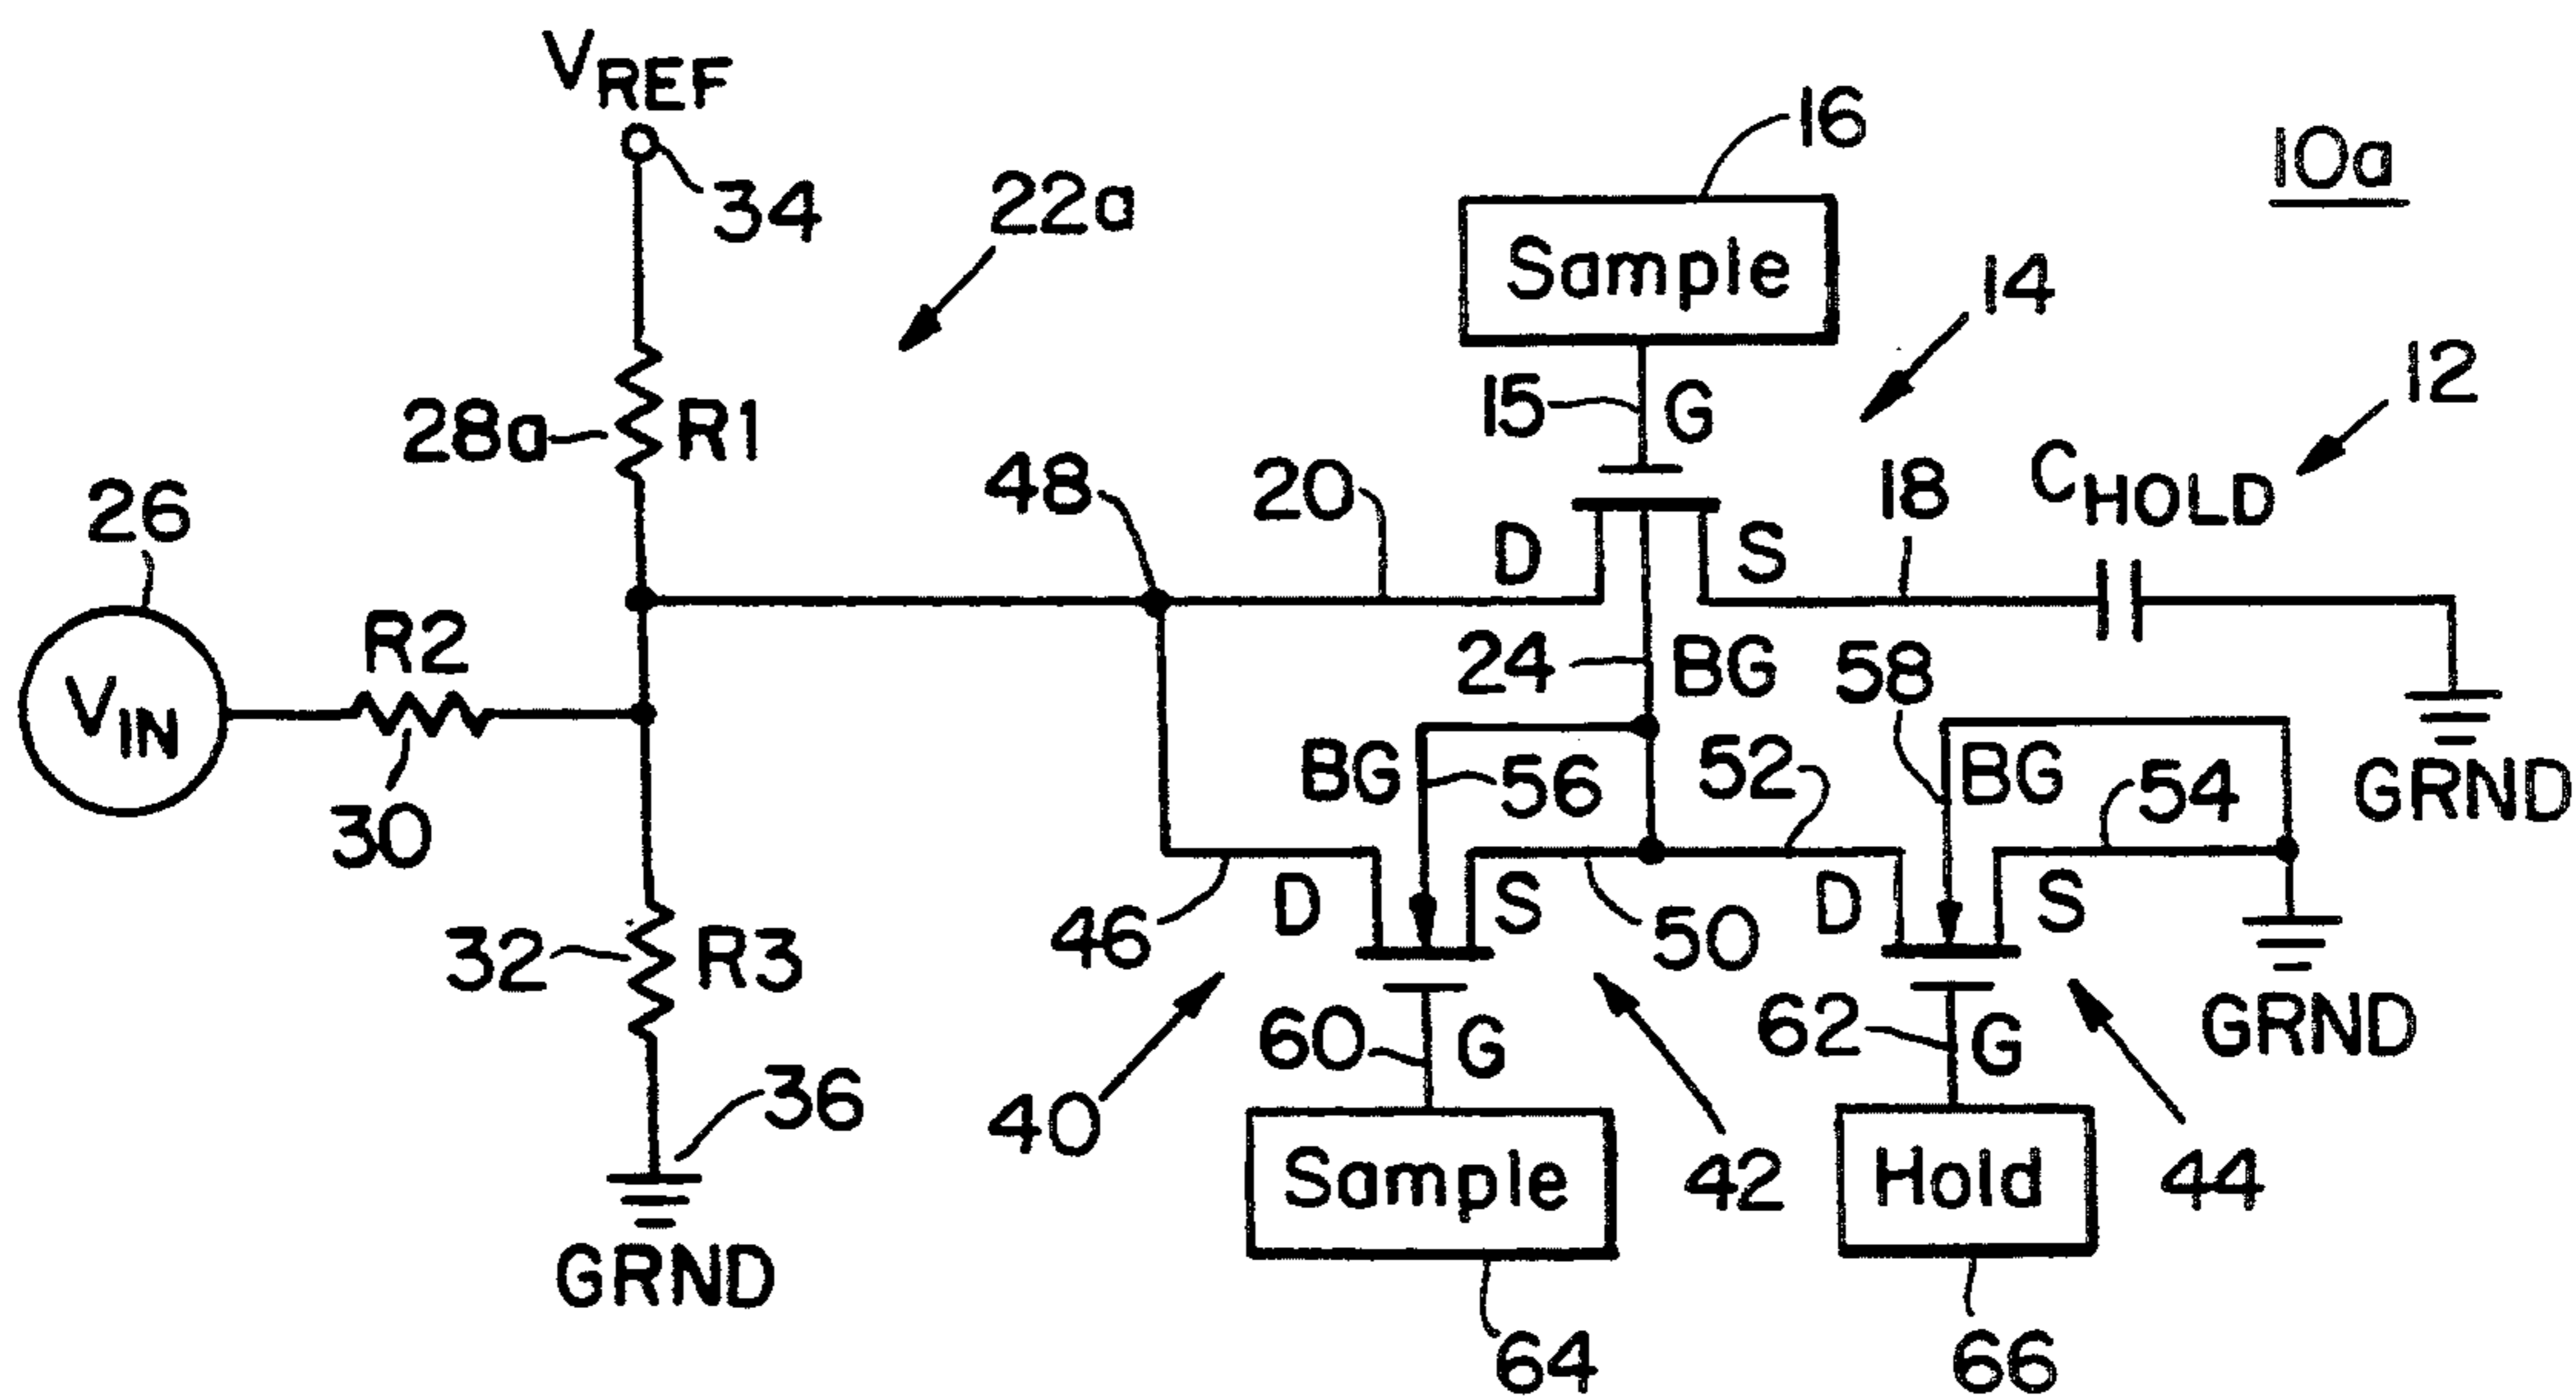 VREF
34
22a
16
10a
Sample
14
12
28a
R1
15
G
48
20
18
CHOLD
26
D
S
R2
24
BG
58
VIN
BG
56
52
BG
54
GRND
30
46
D
S
50
D
S
32
R3
60
G
62
G
GRND
36
40
Sample
42
Hold
44
GRND
64
66